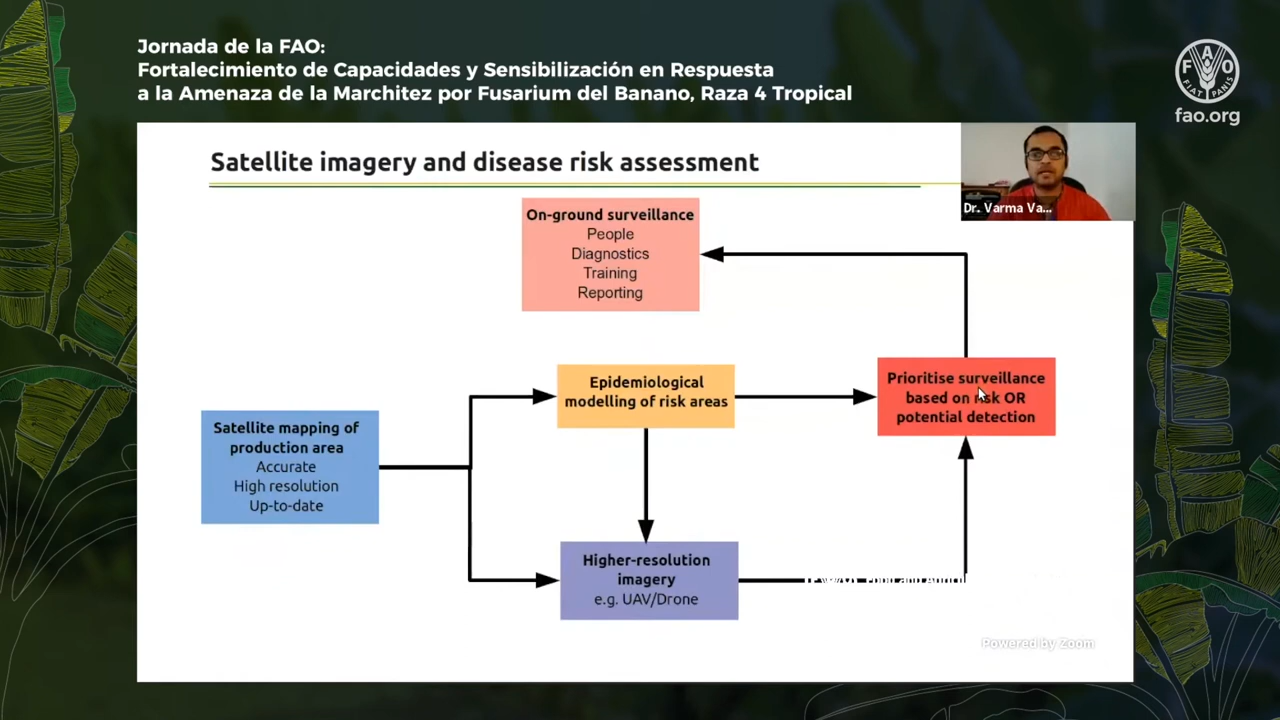 Jornada de la FAO:
Fortalecimiento de Capacidades y Sensibilización en Respuesta
a la Amenaza de la Marchitez por Fusarium del Banano, Raza 4 Tropical
F A O
FIAT PANIS
fao.org
Satellite imagery and disease risk assessment
Dr. Varma Va...
On-ground surveillance
People
Diagnostics
Training
Reporting
Epidemiological
modelling of risk areas
Prioritise surveillance
based on risk OR
potential detection
Satellite mapping of
production area
Accurate
High resolution
Up-to-date
Higher-resolution
imagery
e.g. UAV/Drone
Powered by Zoom